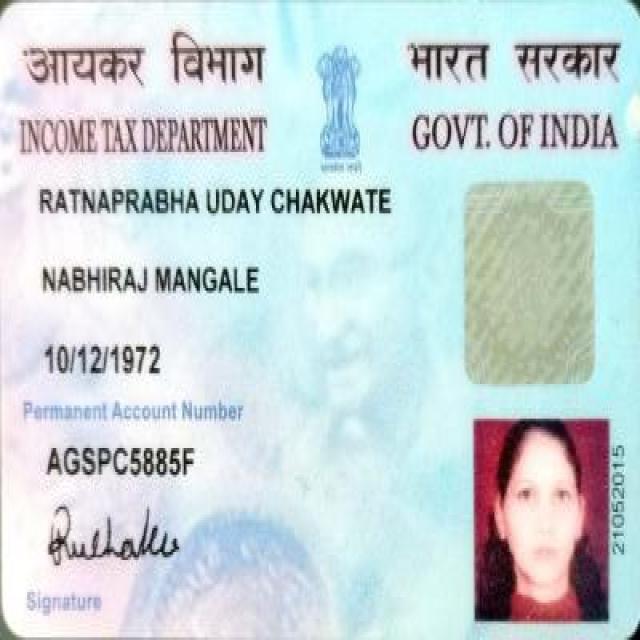 आयकर विभाग
भारत सरकार
INCOME TAX DEPARTMENT
GOVT. OF INDIA
RATNAPRABHA UDAY CHAKWATE
NABHIRAJ MANGALE
10/12/1972
Permanent Account Number
AGSPC5885F
Signature
21052015